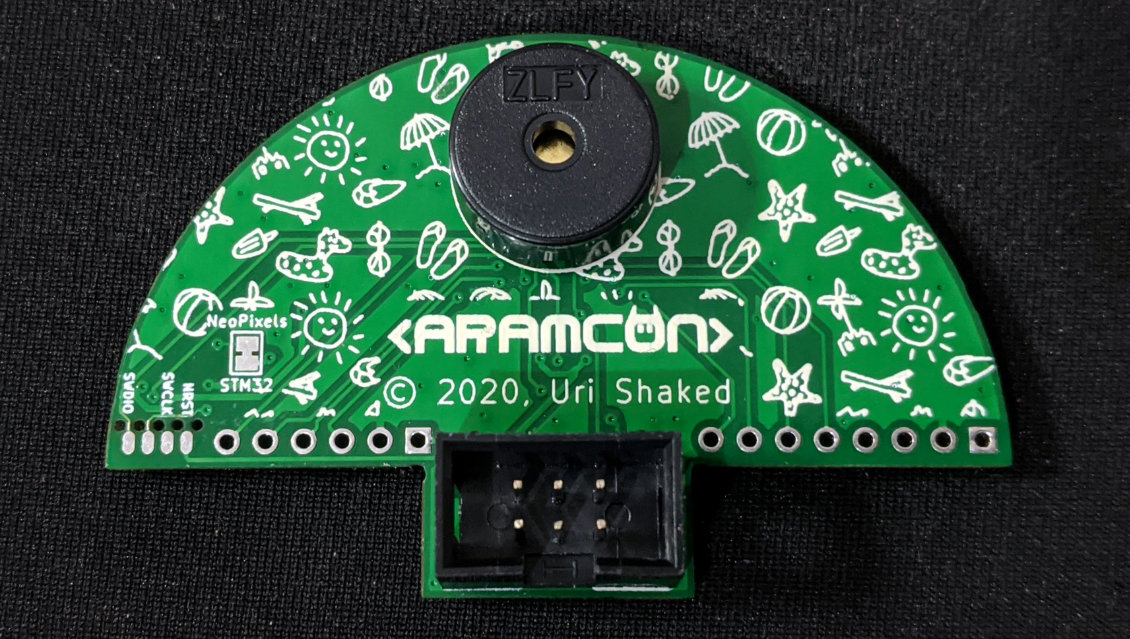 ZLFY
NeoPixels
<ARAMCON>
STM32
© 2020, Uri Shaked
SWDIO
SWCLK
NRST